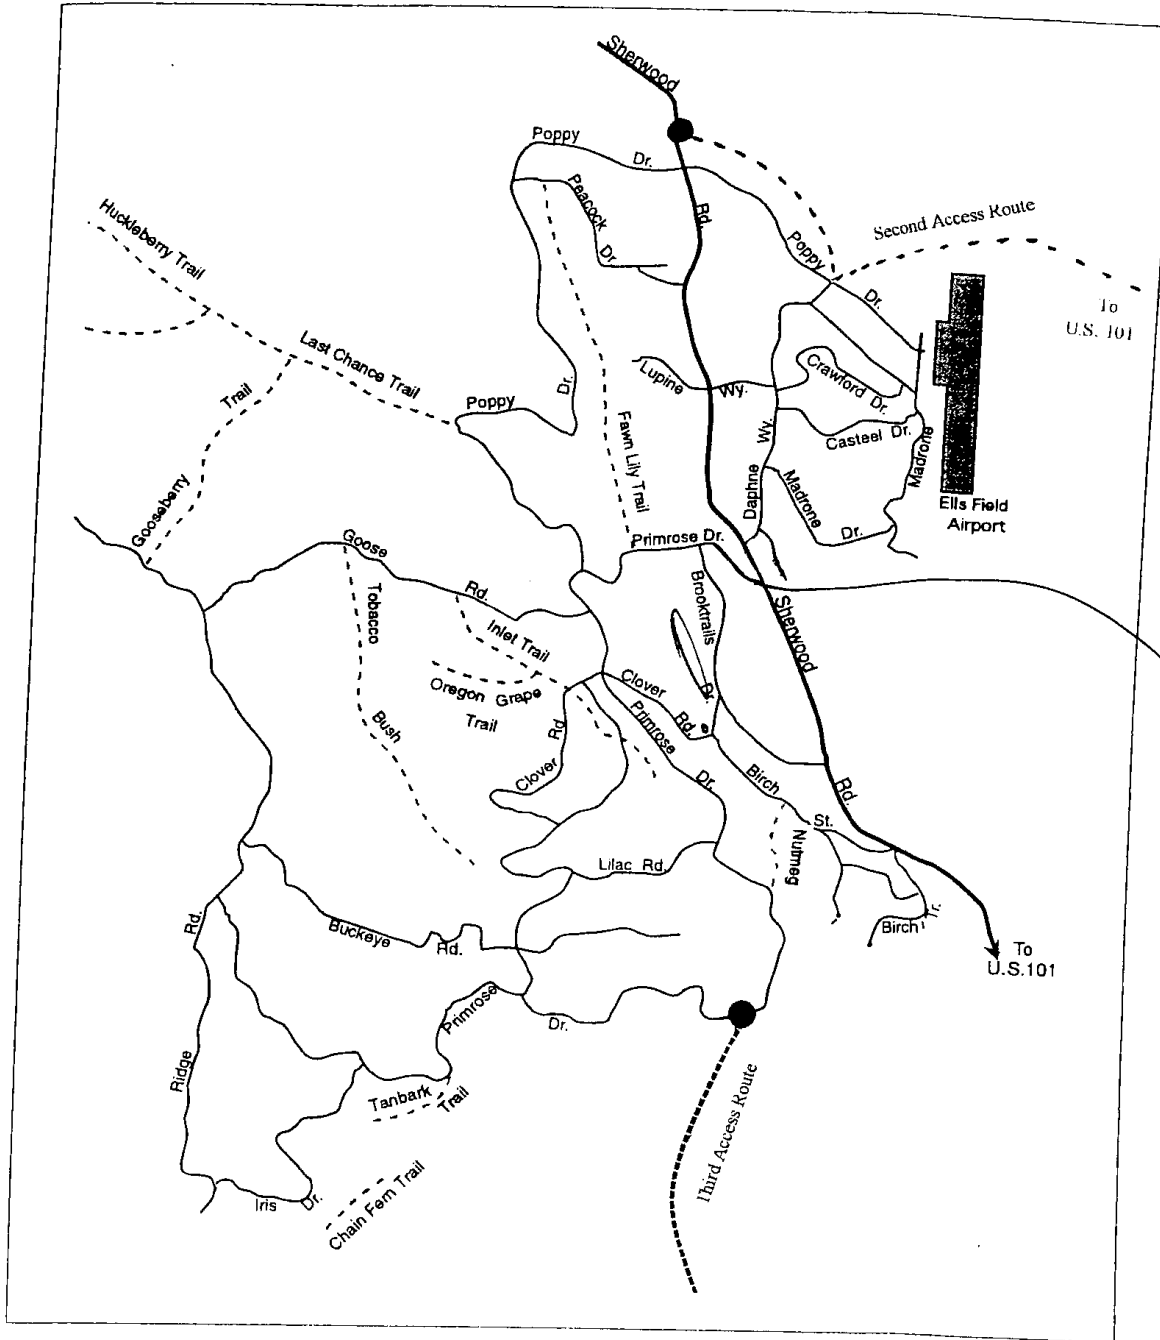 Sherwood
Poppy
Dr.
Peacock
Dr
Rd.
Second Access Route
Poppy
Dr.
To
U.S. 101
Huckleberry Trail
Last Chance Trail
Trail
Gooseberry
Poppy
Dr.
Lupine
Wy.
Crawford Dr.
Casteel Dr.
Wy.
Daphne
Madrone
Dr.
Madrone
Ells Field
Airport
Fawn Lily Trail
Primrose Dr.
Goose
Rd.
Tobacco
Bush
Inlet Trail
Oregon Grape
Trail
Brooktrails
Dr.
Sherwood
Rd.
Clover
Rd.
Clover
Rd
Primrose
Dr.
Birch
St.
Nutmeg
Birch
Tr.
To
U.S.101
Lilac Rd.
Rd.
Buckeye
Rd.
Primrose
Dr.
Ridge
Tanbark
Trail
Third Access Route
Iris
Dr.
Chain Fern Trail